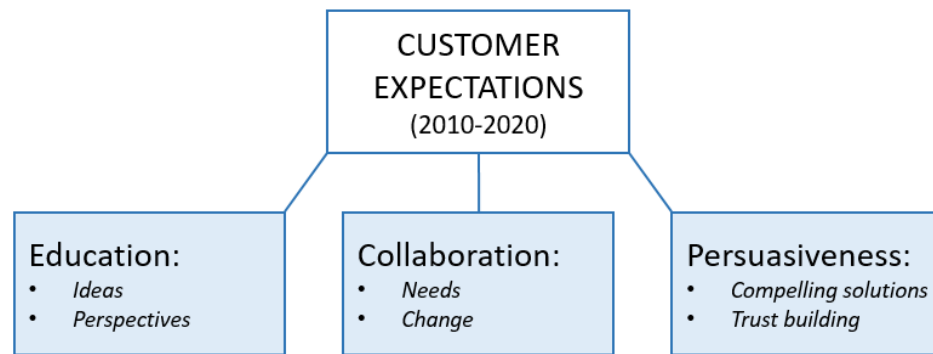 CUSTOMER
EXPECTATIONS
(2010-2020)
Education:
• Ideas
• Perspectives
Collaboration:
• Needs
• Change
Persuasiveness:
• Compelling solutions
• Trust building